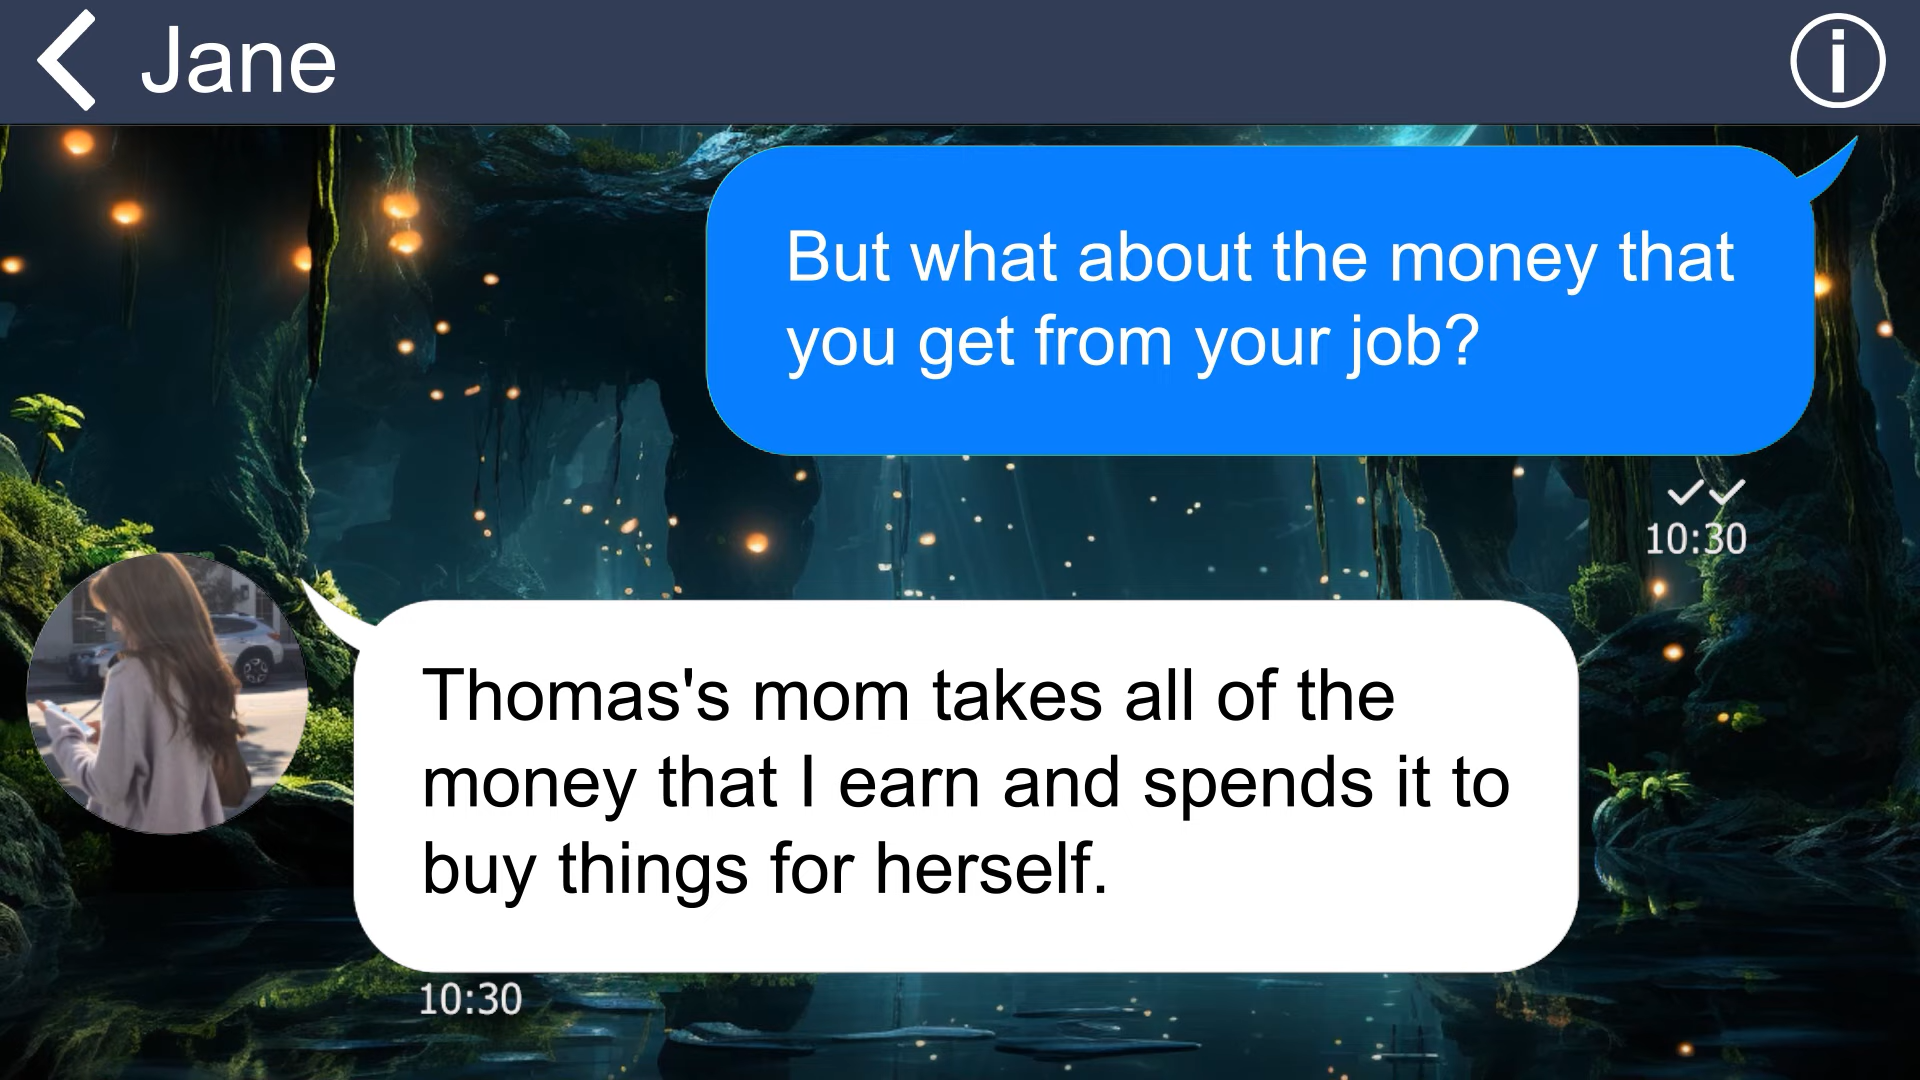 Jane
But what about the money that
you get from your job?
10:30
Thomas's mom takes all of the
money that I earn and spends it to
buy things for herself.
10:30